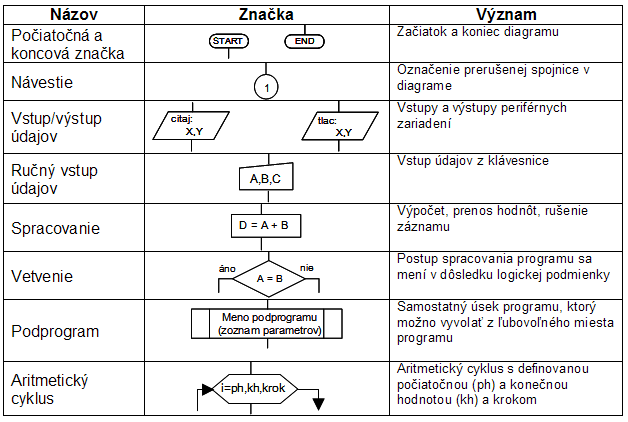 Názov Značka Význam
Počiatočná a
koncová značka
START END
Začiatok a koniec diagramu
Návestie
1
Označenie prerušenej spojnice v
diagrame
Vstup/výstup
údajov
citaj:
X,Y
tlac:
X,Y
Vstupy a výstupy periférnych
zariadení
Ručný vstup
údajov
A,B,C
Vstup údajov z klávesnice
Spracovanie
D = A + B
Výpočet, prenos hodnôt, rušenie
záznamu
Vetvenie
áno nie
A = B
Postup spracovania programu sa
mení v dôsledku logickej podmienky
Podprogram
Meno podprogramu
(zoznam parametrov)
Samostatný úsek programu, ktorý
možno vyvolať z ľubovoľného miesta
programu
Aritmetický
cyklus
i=ph,kh,krok
Aritmetický cyklus s definovanou
počiatočnou (ph) a konečnou
hodnotou (kh) a krokom